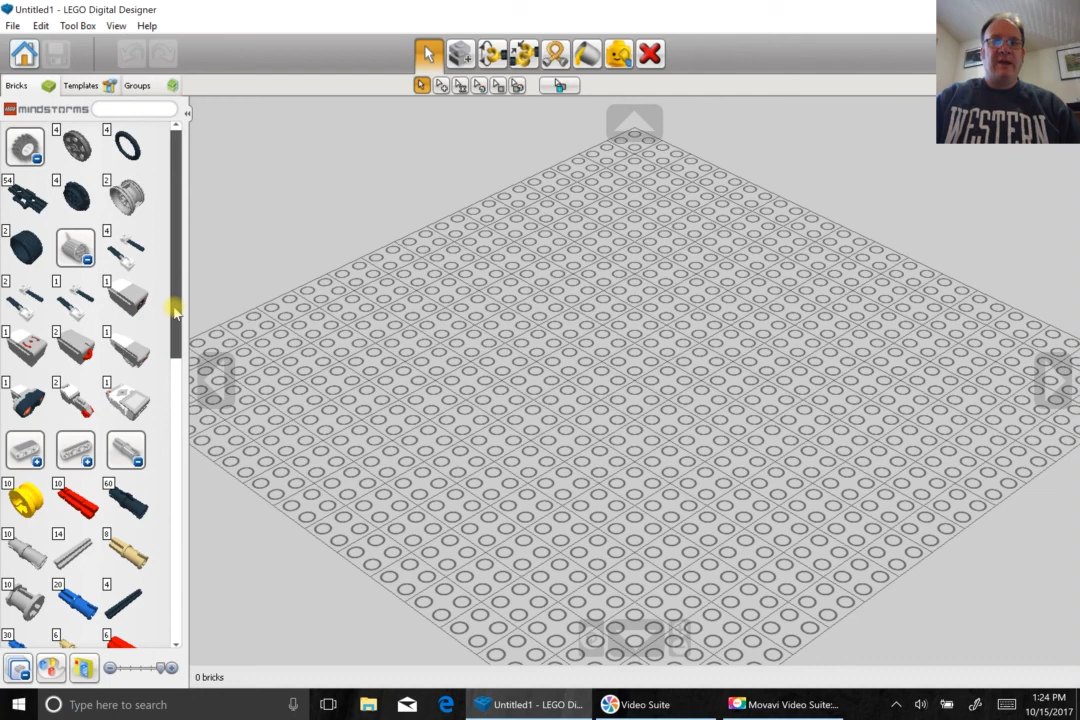 Untitled1 - LEGO Digital Designer
File Edit Tool Box View Help
Bricks Templates Groups
LEGO mindstorms
4 4
54 4 2
2 4
2 1 1
1 2 1
1 2 1
10 10 60
10 14 8
10 20 4
30 6 6
WESTERN
0 bricks
Type here to search
Untitled1 - LEGO Di...
Video Suite
Movavi Video Suite:...
1:24 PM
10/15/2017